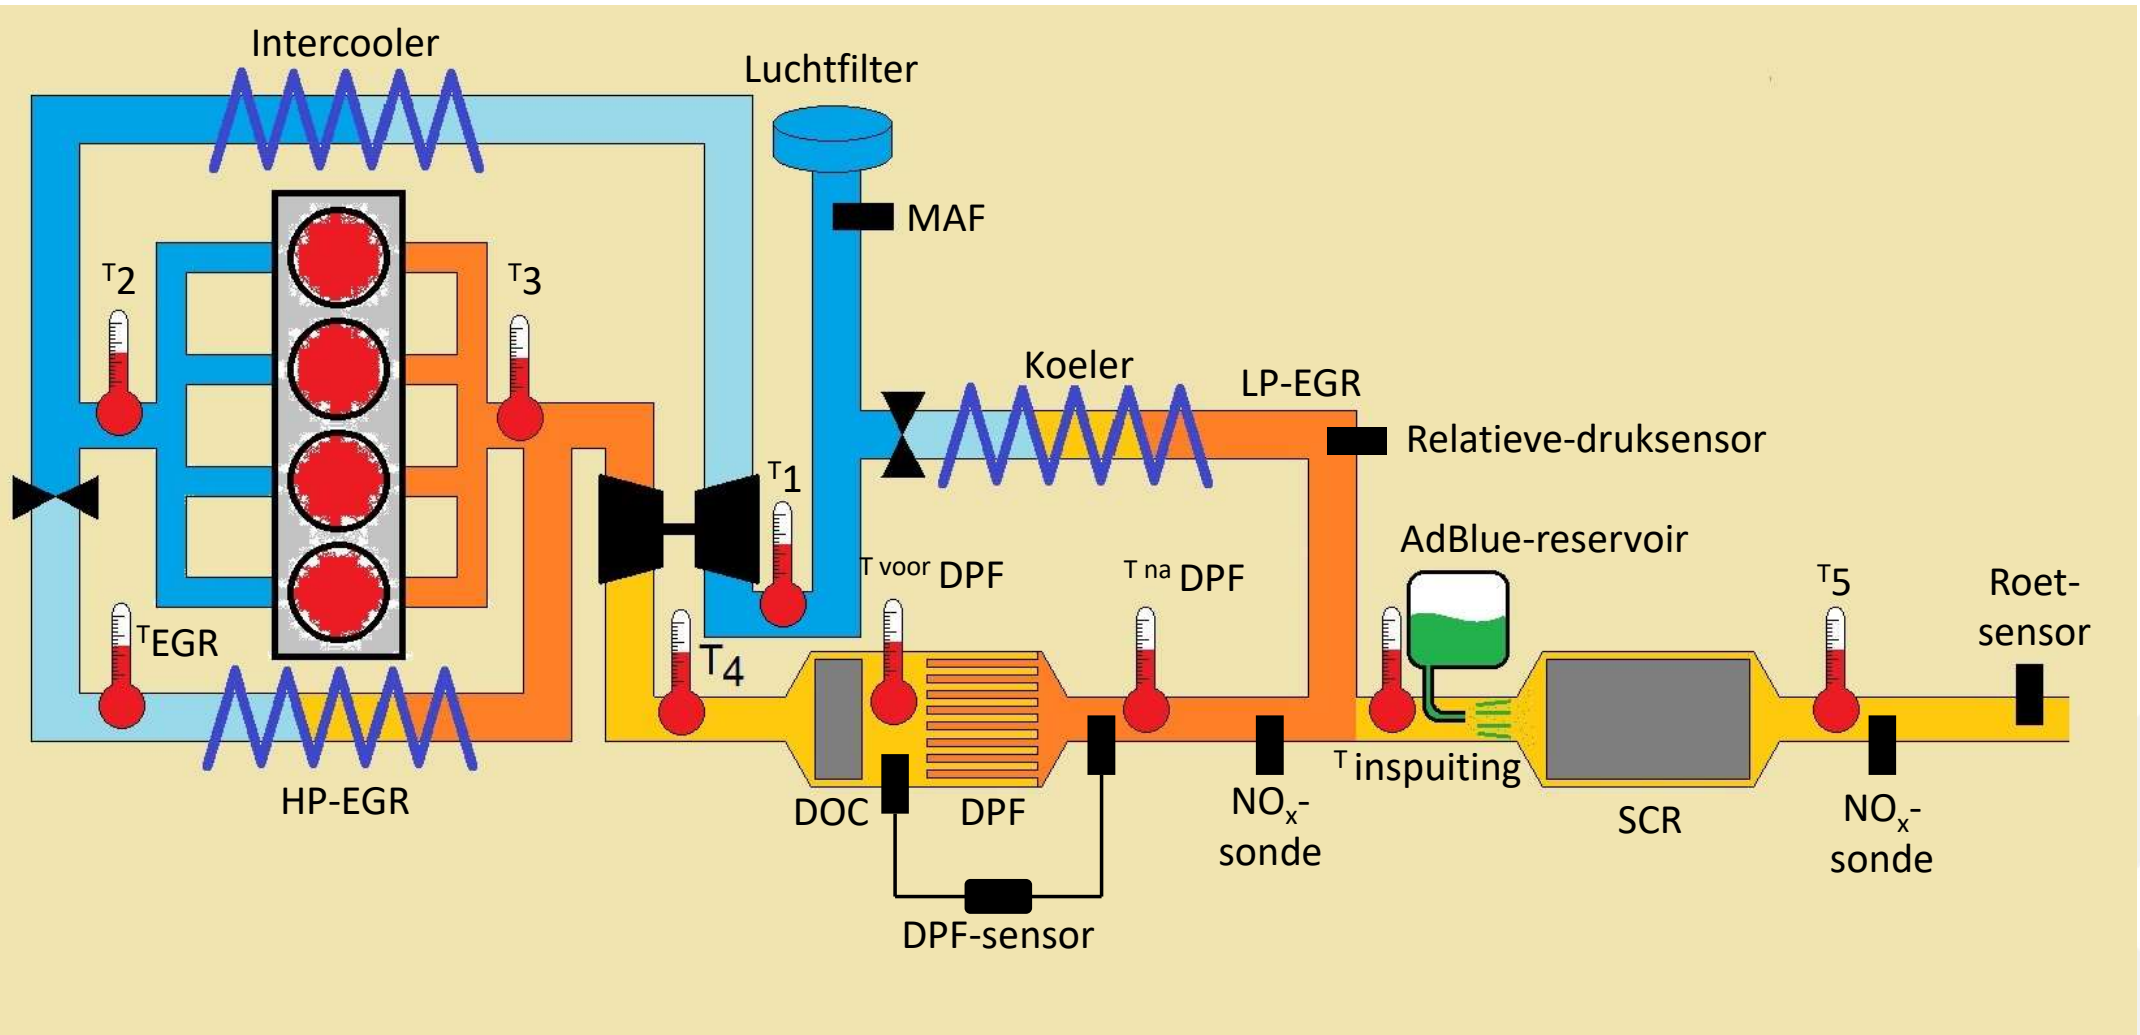 Intercooler
Luchtfilter
MAF
T2
T3
Koeler
LP-EGR
Relatieve-druksensor
T1
AdBlue-reservoir
T voor DPF
T na DPF
T5
Roet-
sensor
TEGR
T4
T inspuiting
HP-EGR
DOC
DPF
NOx-
sonde
SCR
NOx-
sonde
DPF-sensor